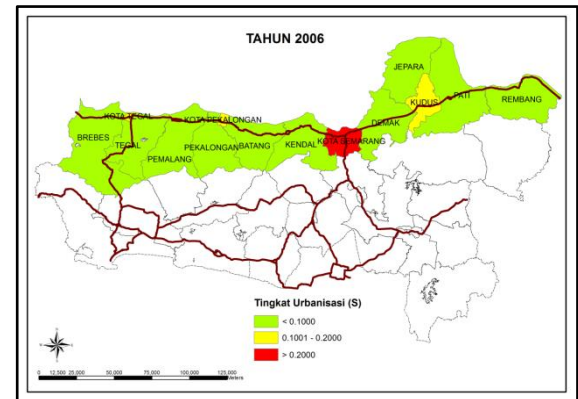 TAHUN 2006
JEPARA
KUDUS
PATI
REMBANG
DEMAK
KOTA TEGAL
KOTA PEKALONGAN
BREBES
TEGAL
PEMALANG
PEKALONGAN
BATANG
KENDAL
KOTA SEMARANG
Tingkat Urbanisasi (S)
< 0.1000
0.1001 - 0.2000
> 0.2000
0 12,500 25,000 50,000 75,000 100,000 125,000
Meters